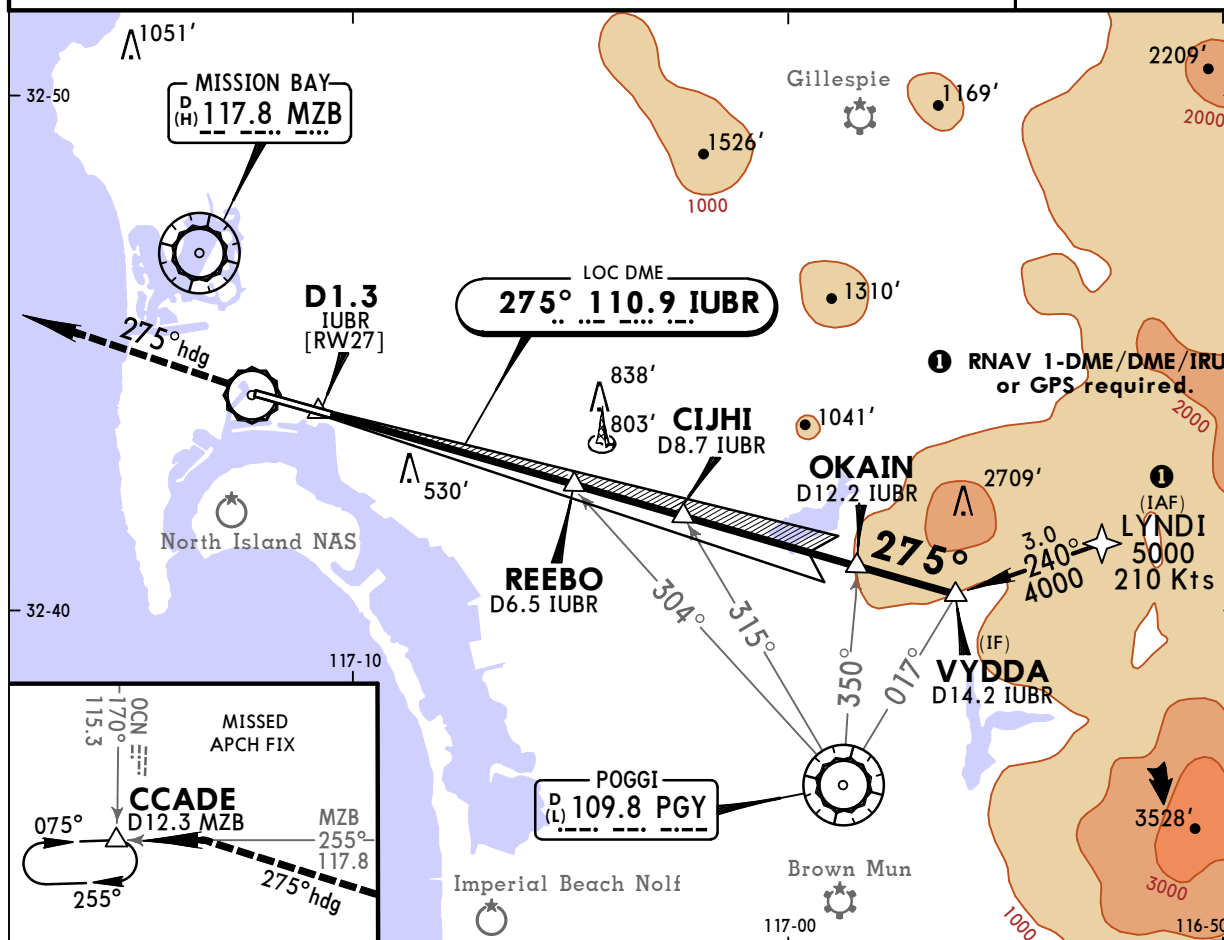 1051'
MISSION BAY
D
(H) 117.8 MZB
32-50
Gillespie
1169'
2209'
2000
1526'
1000
LOC DME
275° 110.9 IUBR
D1.3
IUBR
[RW27]
275° hdg
1310'
❶ RNAV 1-DME/DME/IRU
or GPS required.
2000
838'
803'
530'
CIJHI
D8.7 IUBR
1041'
OKAIN
D12.2 IUBR
2709'
❶
(IAF)
LYNDI
5000
210 Kts
3.0
240°
4000
275°
North Island NAS
REEBO
D6.5 IUBR
304°
315°
350°
017°
(IF)
VYDDA
D14.2 IUBR
32-40
117-10
POGGI
D
(L) 109.8 PGY
3528'
3000
1000
Brown Mun
Imperial Beach Nolf
117-00
116-50
MISSED
APCH FIX
OCN
170°
115.3
CCADE
D12.3 MZB
075°
255°
MZB
255°
117.8
275° hdg